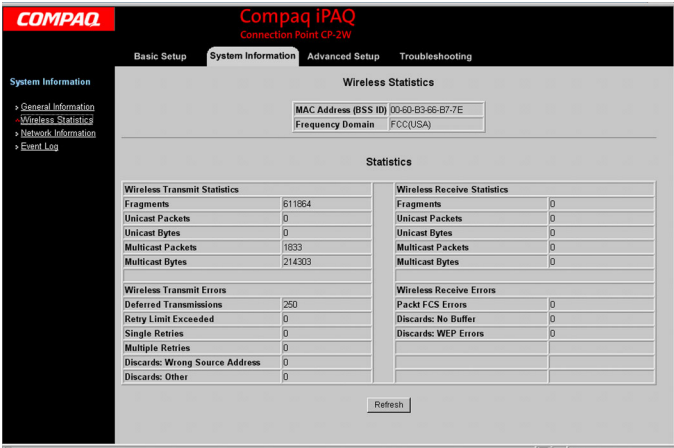 COMPAQ
Compaq iPAQ
Connection Point CP-2W
Basic Setup System Information Advanced Setup Troubleshooting
System Information
General Information
Wireless Statistics
Network Information
Event Log
Wireless Statistics
MAC Address (BSS ID) 00-60-B3-66-B7-7E
Frequency Domain FCC(USA)
Statistics
Wireless Transmit Statistics Wireless Receive Statistics
Fragments 611864 Fragments 0
Unicast Packets 0 Unicast Packets 0
Unicast Bytes 0 Unicast Bytes 0
Multicast Packets 1833 Multicast Packets 0
Multicast Bytes 214303 Multicast Bytes 0
Wireless Transmit Errors Wireless Receive Errors
Deferred Transmissions 250 Packt FCS Errors 0
Retry Limit Exceeded 0 Discards: No Buffer 0
Single Retries 0 Discards: WEP Errors 0
Multiple Retries 0
Discards: Wrong Source Address 0
Discards: Other 0
Refresh